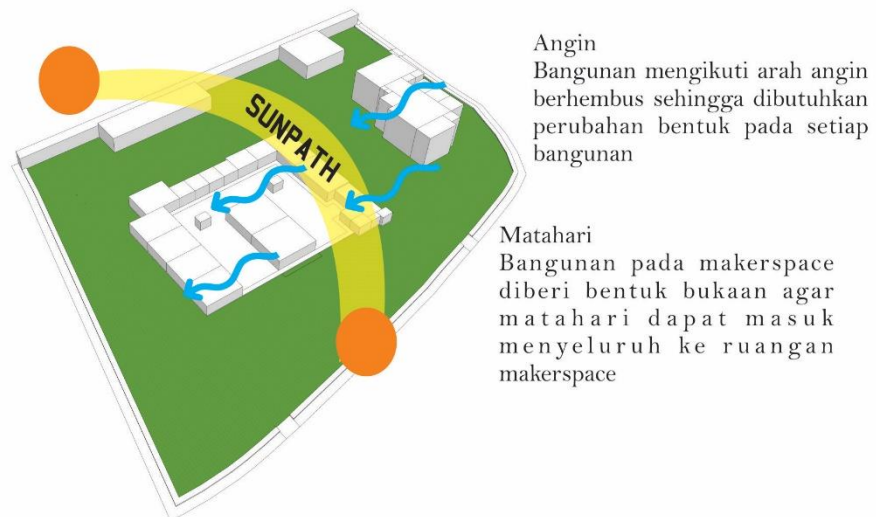 SUNPATH
Angin
Bangunan mengikuti arah angin
berhembus sehingga dibutuhkan
perubahan bentuk pada setiap
bangunan
Matahari
Bangunan pada makerspace
diberi bentuk bukaan agar
matahari dapat masuk
menyeluruh ke ruangan
makerspace